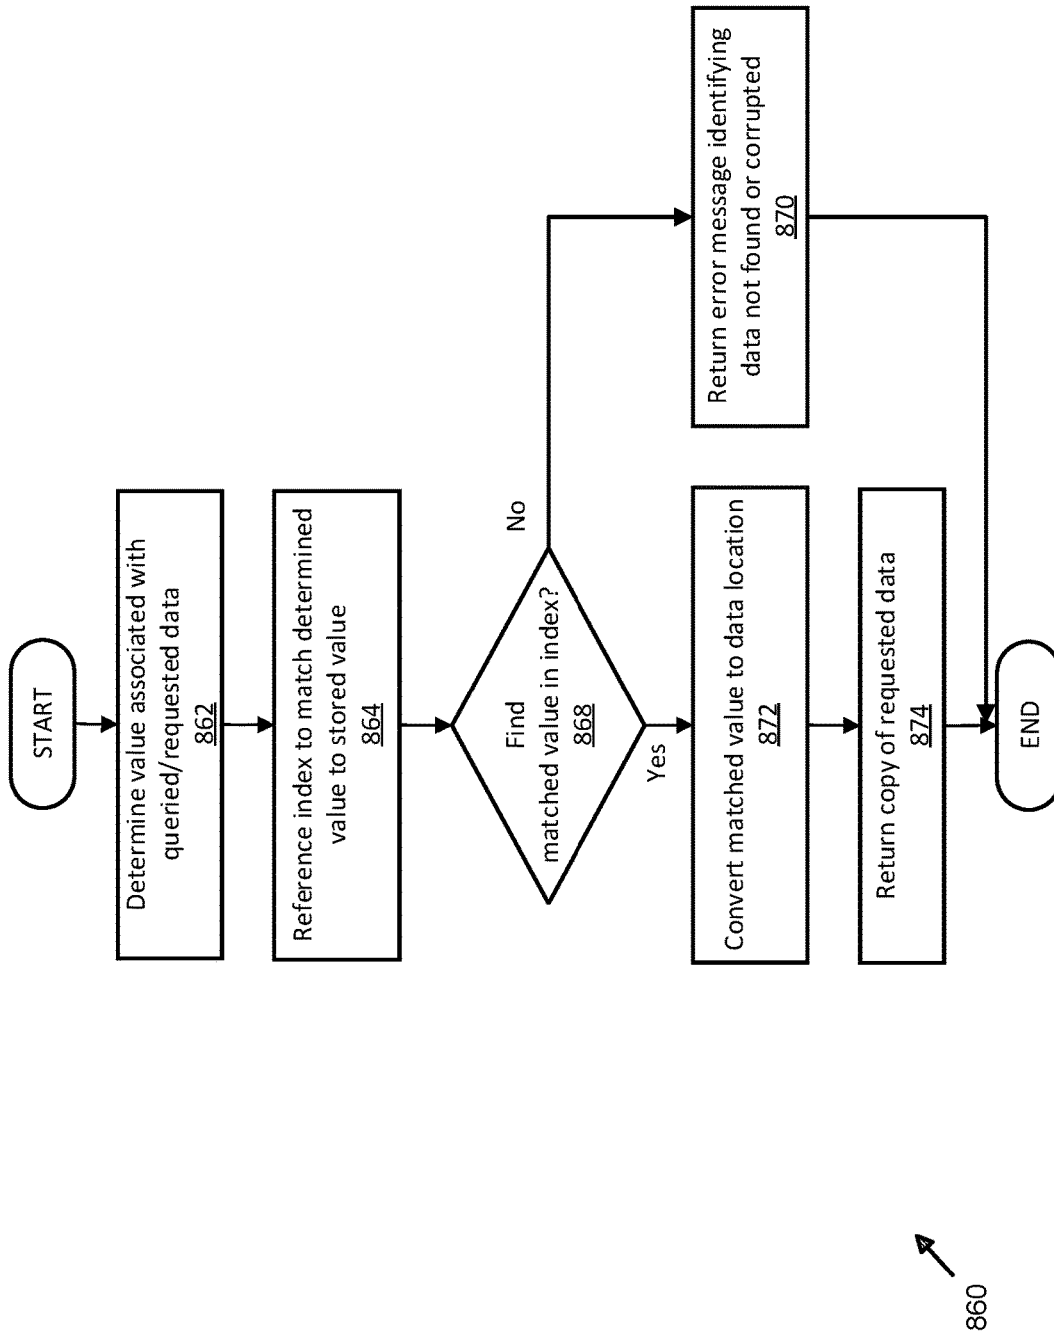 START
Determine value associated with
queried/requested data
862
Reference index to match determined
value to stored value
864
Find
868
matched value in index?
No
Yes
Return error message identifying
data not found or corrupted
870
Convert matched value to data location
872
Return copy of requested data
874
END
860